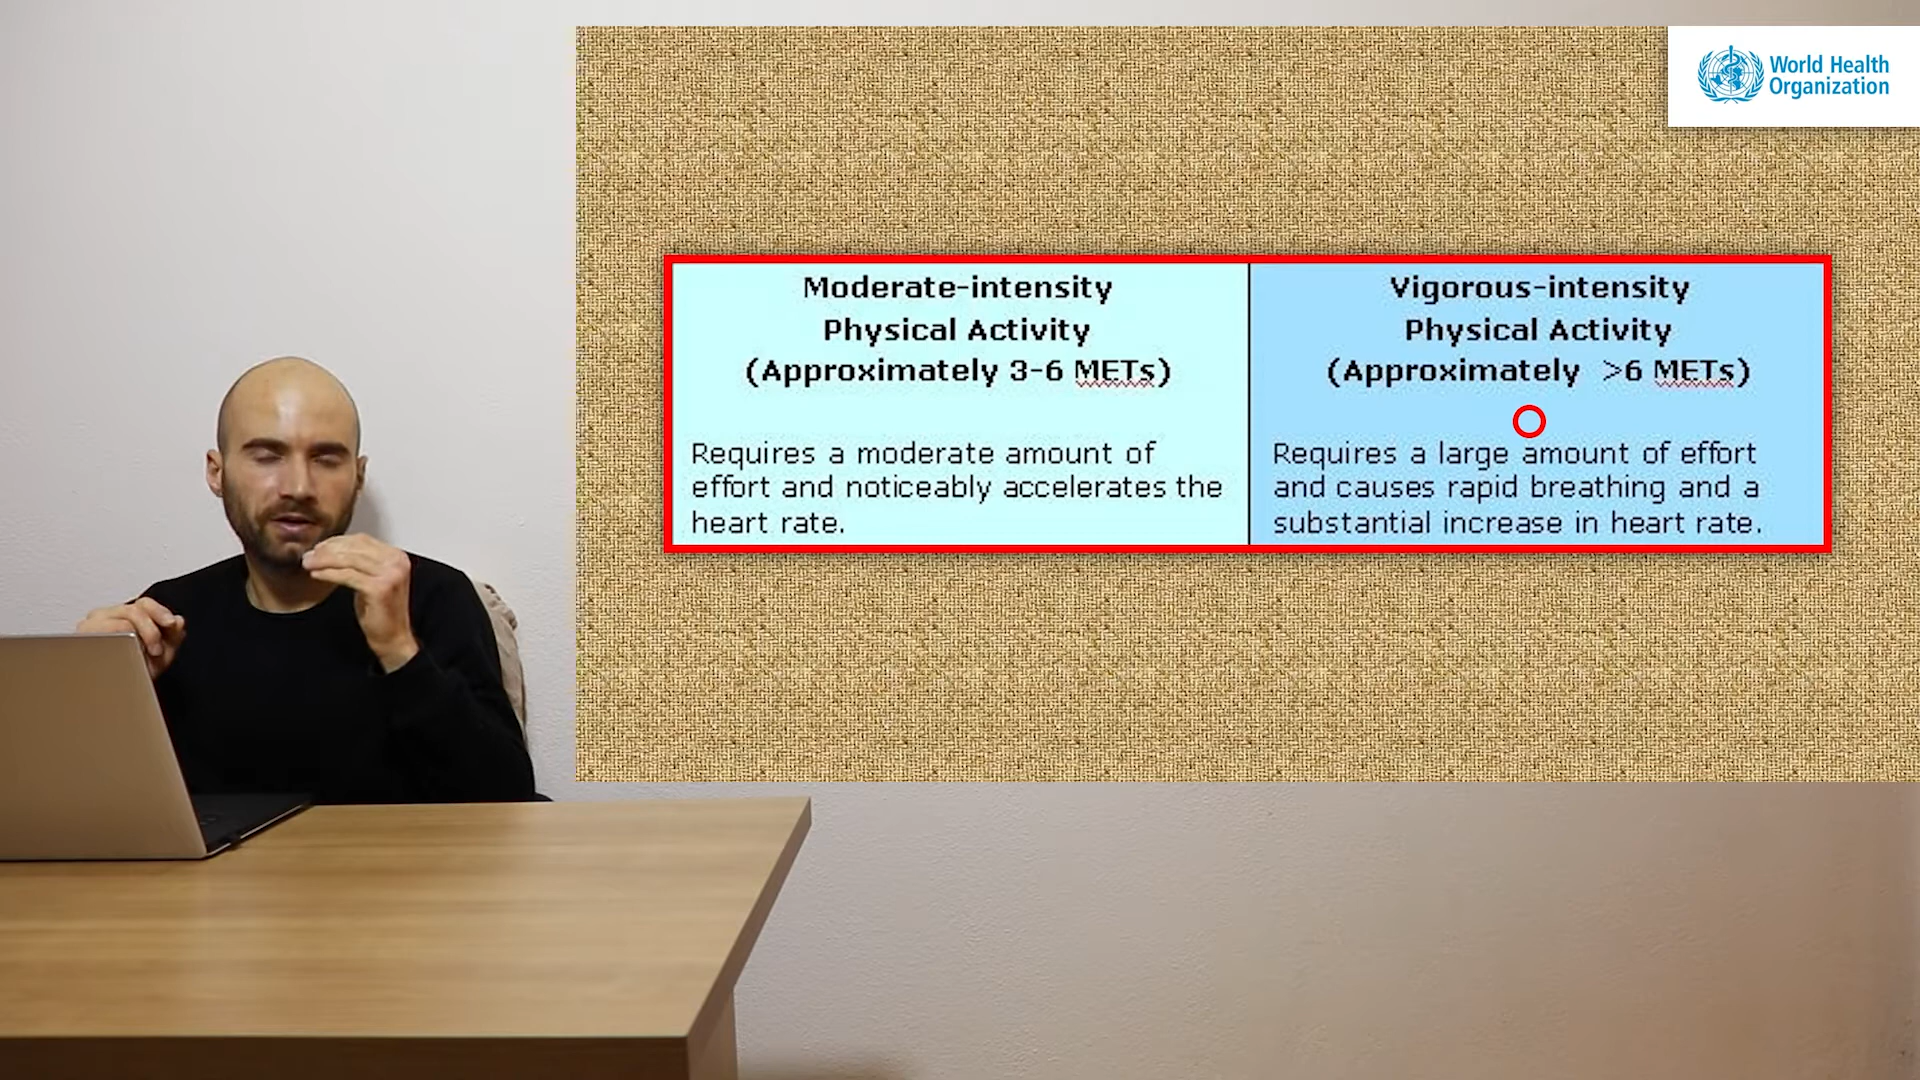 World Health
Organization
Moderate-intensity
Physical Activity
(Approximately 3-6 METs)
Requires a moderate amount of
effort and noticeably accelerates the
heart rate.
Vigorous-intensity
Physical Activity
(Approximately >6 METs)
Requires a large amount of effort
and causes rapid breathing and a
substantial increase in heart rate.